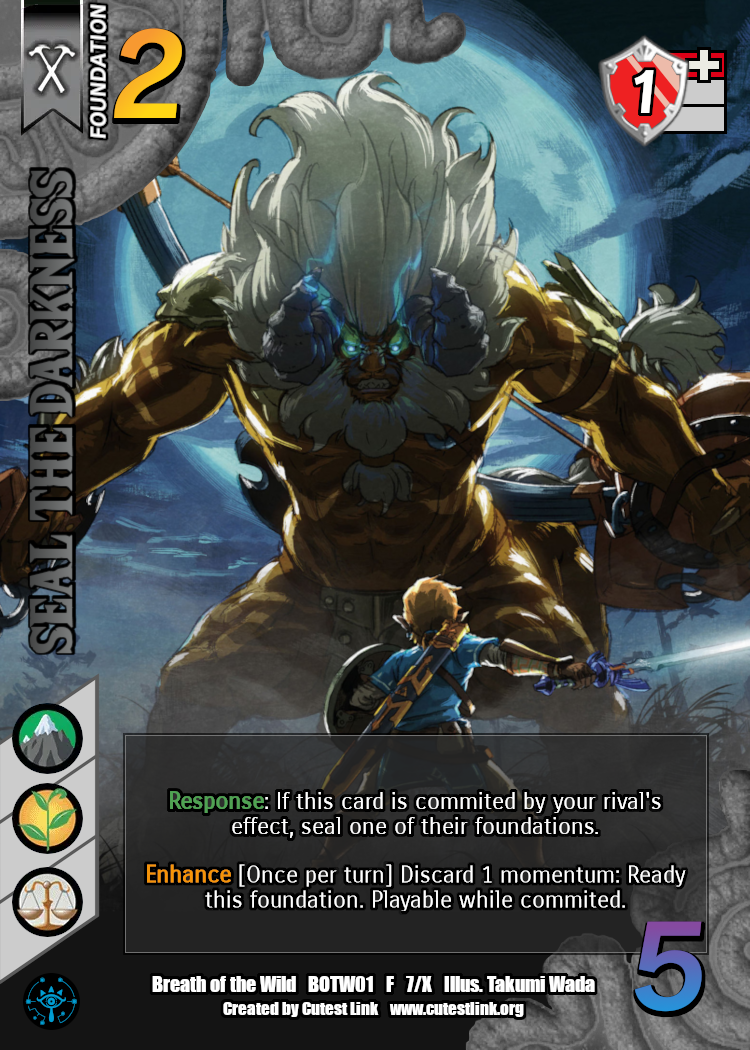 FOUNDATION
2
1
SEAL THE DARKNESS
Response: If this card is commited by your rival's
effect, seal one of their foundations.
Enhance [Once per turn] Discard 1 momentum: Ready
this foundation. Playable while commited.
5
Breath of the Wild BOTW01 F 7/X Illus. Takumi Wada
Created by Cutest Link www.cutestlink.org